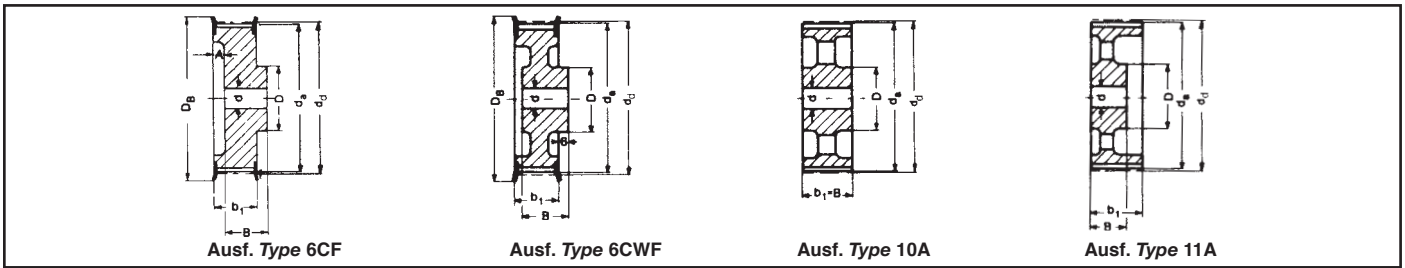 D_B A d D d_a d_d
b_1
B
Ausf. Type 6CF
D_B d D d_a d_d
B
b_1
B
Ausf. Type 6CWF
d D d_a d_d
b_1=B
Ausf. Type 10A
d D d_a d_d
b_1
B
Ausf. Type 11A